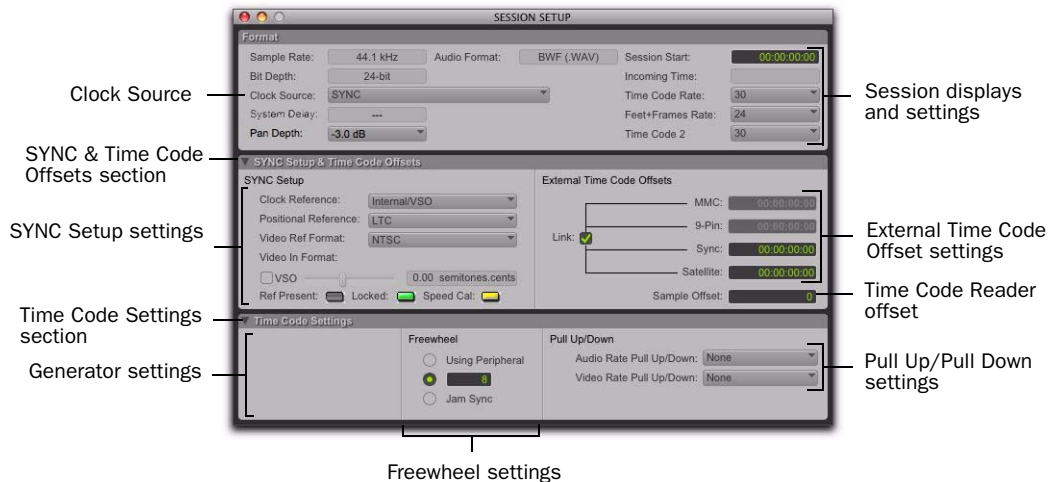 SESSION SETUP
Format
Sample Rate: 44.1 kHz Audio Format: BWF (.WAV) Session Start: 00:00:00:00
Bit Depth: 24-bit Incoming Time:
Clock Source: SYNC Time Code Rate: 30
System Delay: --- Feet+Frames Rate: 24
Pan Depth: -3.0 dB Time Code 2 30
Clock Source
Session displays
and settings
SYNC & Time Code
Offsets section
SYNC Setup & Time Code Offsets
SYNC Setup External Time Code Offsets
Clock Reference: Internal/VSO MMC: 00:00:00:00
Positional Reference: LTC 9-Pin: 00:00:00:00
Video Ref Format: NTSC Link: Sync: 00:00:00:00
Video In Format:
VSO 0.00 semitones.cents Satellite: 00:00:00:00
Ref Present: Locked: Speed Cal: Sample Offset: 0
SYNC Setup settings
External Time Code
Offset settings
Time Code Reader
offset
Time Code Settings
section
Time Code Settings
Freewheel Pull Up/Down
Using Peripheral Audio Rate Pull Up/Down: None
8 Video Rate Pull Up/Down: None
Jam Sync
Generator settings
Pull Up/Pull Down
settings
Freewheel settings